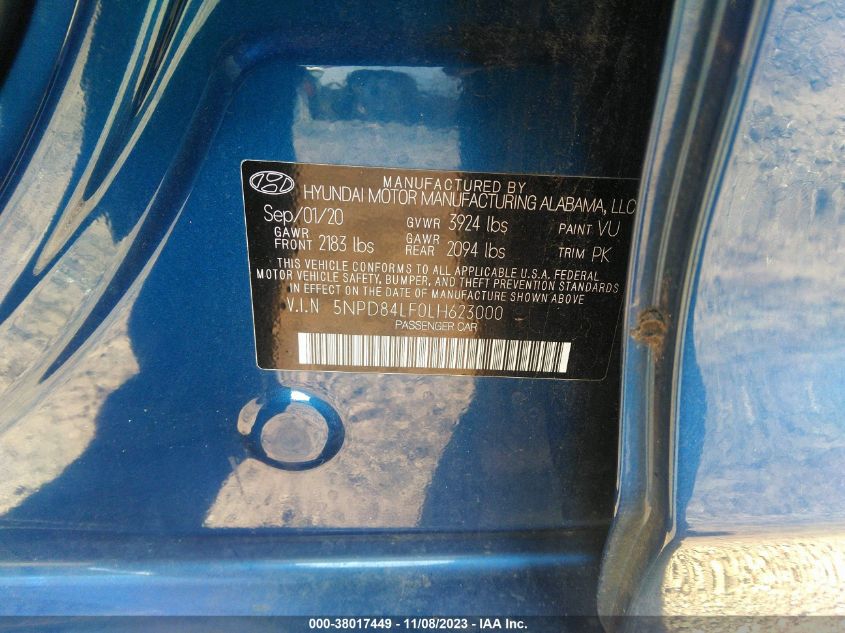 MANUFACTURED BY
HYUNDAI MOTOR MANUFACTURING ALABAMA, LLC
Sep/01/20 GVWR 3924 lbs PAINT VU
GAWR FRONT 2183 lbs GAWR REAR 2094 lbs TRIM PK
THIS VEHICLE CONFORMS TO ALL APPLICABLE U.S.A. FEDERAL
MOTOR VEHICLE SAFETY, BUMPER, AND THEFT PREVENTION STANDARDS
IN EFFECT ON THE DATE OF MANUFACTURE SHOWN ABOVE.
V.I.N 5NPD84LF0LH623000
PASSENGER CAR
000-38017449 - 11/08/2023 - IAA Inc.